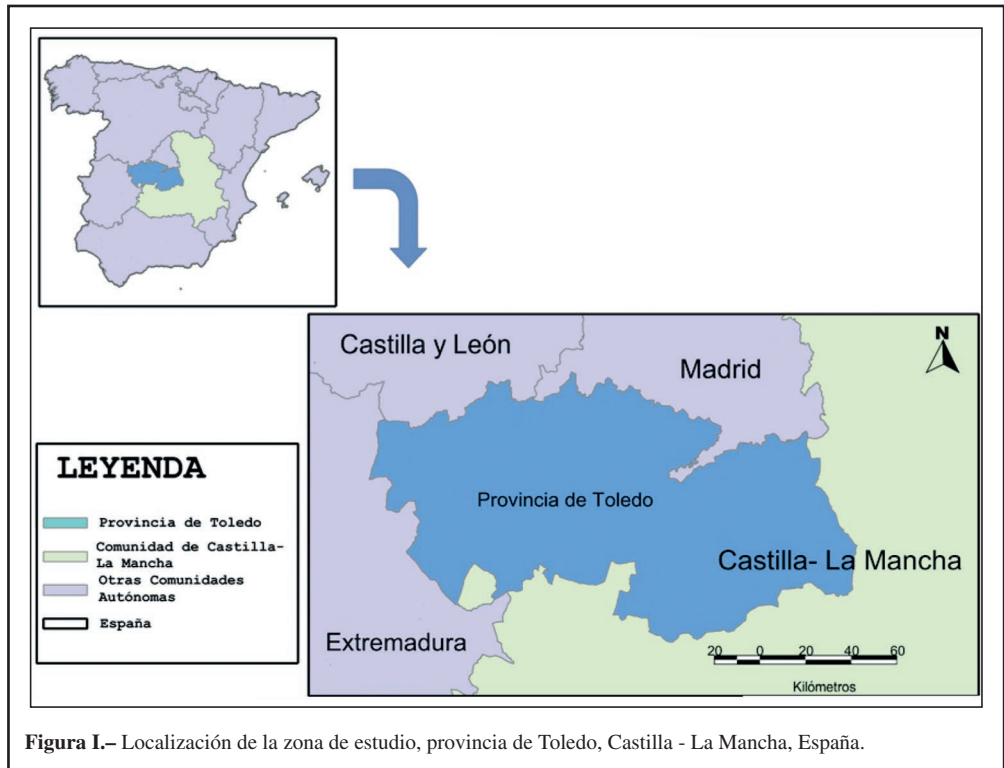 Castilla y León
Madrid
N
Provincia de Toledo
Castilla- La Mancha
Extremadura
20 0 20 40 60
Kilómetros
LEYENDA
Provincia de Toledo
Comunidad de Castilla-
La Mancha
Otras Comunidades
Autónomas
España
Figura I.– Localización de la zona de estudio, provincia de Toledo, Castilla - La Mancha, España.